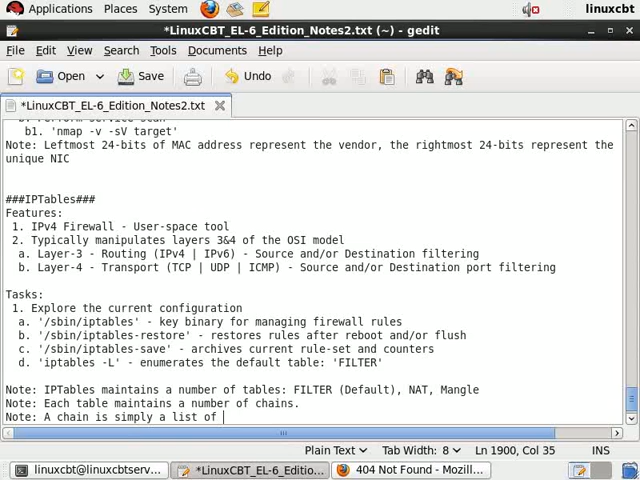 Applications Places System linuxcbt
*LinuxCBT_EL-6_Edition_Notes2.txt (~) - gedit
File Edit View Search Tools Documents Help
Open Save Undo
*LinuxCBT_EL-6_Edition_Notes2.txt
b1. 'nmap -v -sV target'
Note: Leftmost 24-bits of MAC address represent the vendor, the rightmost 24-bits represent the
unique NIC
###IPTables###
Features:
1. IPv4 Firewall - User-space tool
2. Typically manipulates layers 3&4 of the OSI model
a. Layer-3 - Routing (IPv4 | IPv6) - Source and/or Destination filtering
b. Layer-4 - Transport (TCP | UDP | ICMP) - Source and/or Destination port filtering
Tasks:
1. Explore the current configuration
a. '/sbin/iptables' - key binary for managing firewall rules
b. '/sbin/iptables-restore' - restores rules after reboot and/or flush
c. '/sbin/iptables-save' - archives current rule-set and counters
d. 'iptables -L' - enumerates the default table: 'FILTER'
Note: IPTables maintains a number of tables: FILTER (Default), NAT, Mangle
Note: Each table maintains a number of chains.
Note: A chain is simply a list of
Plain Text Tab Width: 8 Ln 1900, Col 35 INS
linuxcbt@linuxcbtserv... *LinuxCBT_EL-6_Editio... 404 Not Found - Mozill...